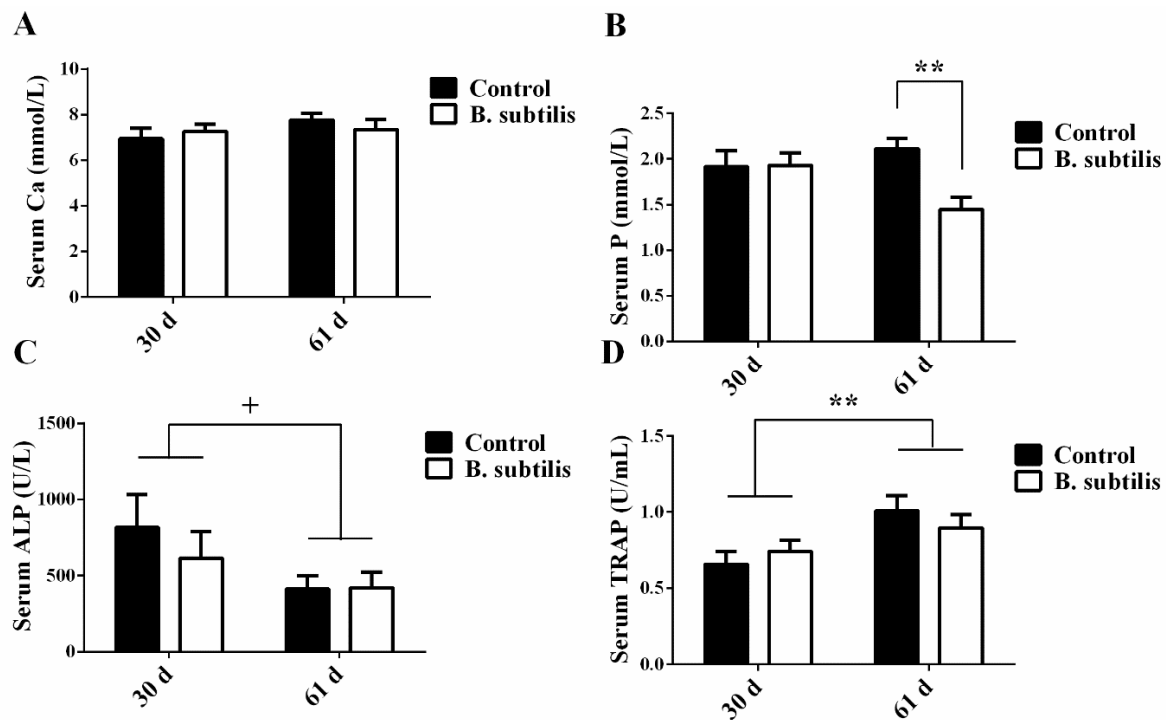 A
Serum Ca (mmol/L)
10
8
6
4
2
0
30 d
61 d
Control
B. subtilis
B
**
Serum P (mmol/L)
2.5
2.0
1.5
1.0
0.5
0.0
30 d
61 d
Control
B. subtilis
C
+
Serum ALP (U/L)
1500
1000
500
0
30 d
61 d
Control
B. subtilis
D
**
Serum TRAP (U/mL)
1.5
1.0
0.5
0.0
30 d
61 d
Control
B. subtilis